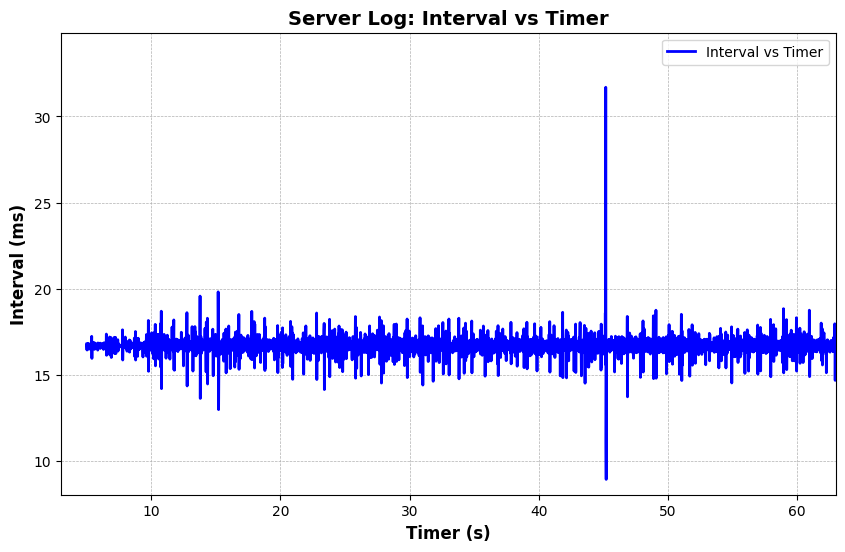 Server Log: Interval vs Timer
Interval vs Timer
Interval (ms)
30
25
20
15
10
10 20 30 40 50 60
Timer (s)